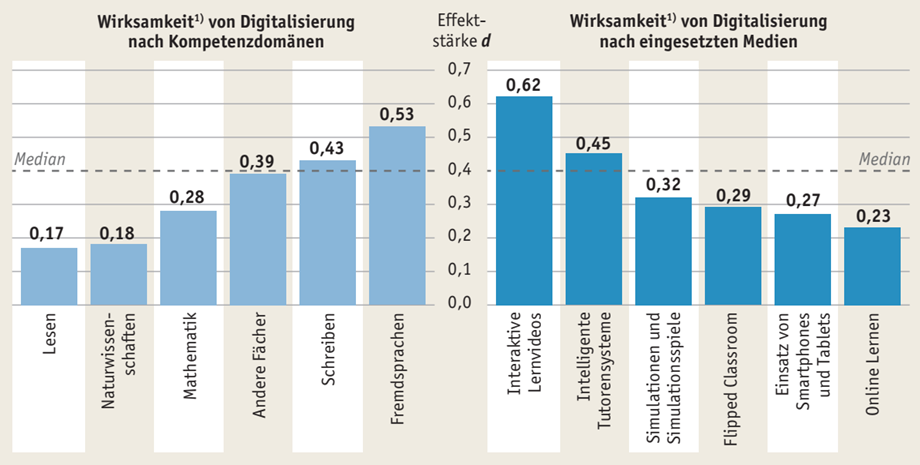 Wirksamkeit¹⁾ von Digitalisierung
nach Kompetenzdomänen
Effekt-
stärke d
Wirksamkeit¹⁾ von Digitalisierung
nach eingesetzten Medien
0,7
0,6
0,5
0,4
0,3
0,2
0,1
0,0
Median
0,17
0,18
0,28
0,39
0,43
0,53
Lesen
Naturwissen-
schaften
Mathematik
Andere Fächer
Schreiben
Fremdsprachen
Median
0,62
0,45
0,32
0,29
0,27
0,23
Interaktive
Lernvideos
Intelligente
Tutorensysteme
Simulationen und
Simulationsspiele
Flipped Classroom
Einsatz von
Smartphones
und Tablets
Online Lernen